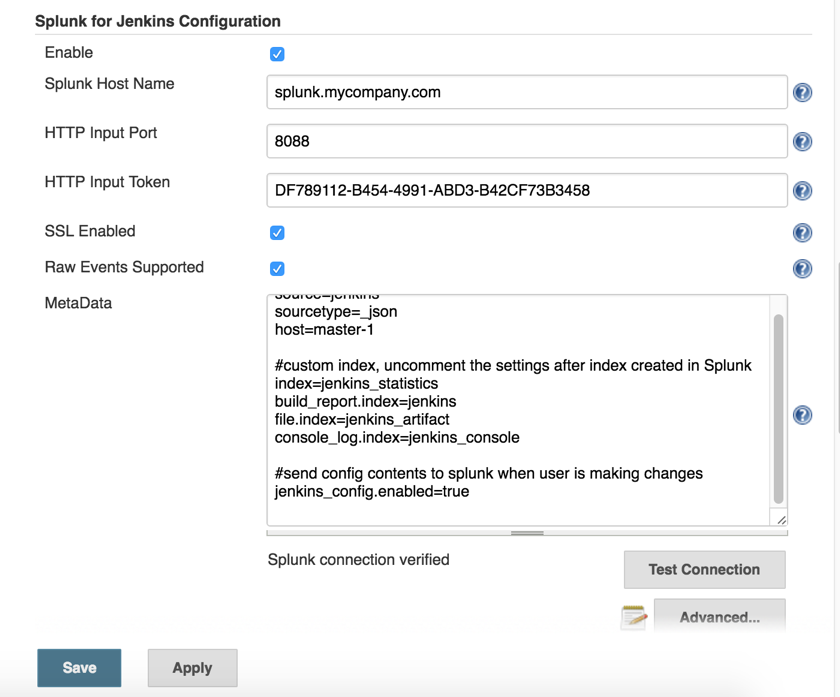 Splunk for Jenkins Configuration
Enable
Splunk Host Name
splunk.mycompany.com
HTTP Input Port
8088
HTTP Input Token
DF789112-B454-4991-ABD3-B42CF73B3458
SSL Enabled
Raw Events Supported
MetaData
source=jenkins
sourcetype=_json
host=master-1
#custom index, uncomment the settings after index created in Splunk
index=jenkins_statistics
build_report.index=jenkins
file.index=jenkins_artifact
console_log.index=jenkins_console
#send config contents to splunk when user is making changes
jenkins_config.enabled=true
Splunk connection verified
Test Connection
Advanced...
Save
Apply